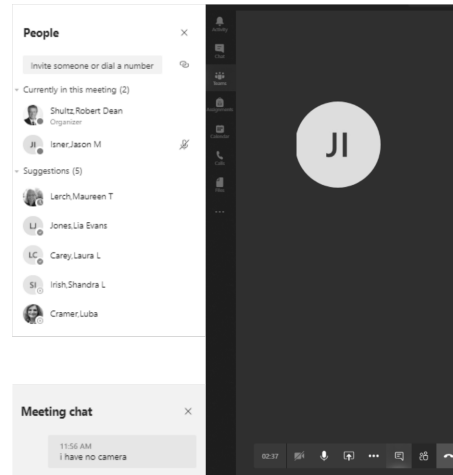 People
Invite someone or dial a number
Currently in this meeting (2)
Shultz,Robert Dean
Organizer
JI
Isner,Jason M
Suggestions (5)
Lerch,Maureen T
LJ
Jones,Lia Evans
LC
Carey,Laura L
SI
Irish,Shandra L
Cramer,Luba
Meeting chat
11:56 AM
i have no camera
Activity
Chat
Teams
Assignments
Calendar
Calls
Files
JI
02:37